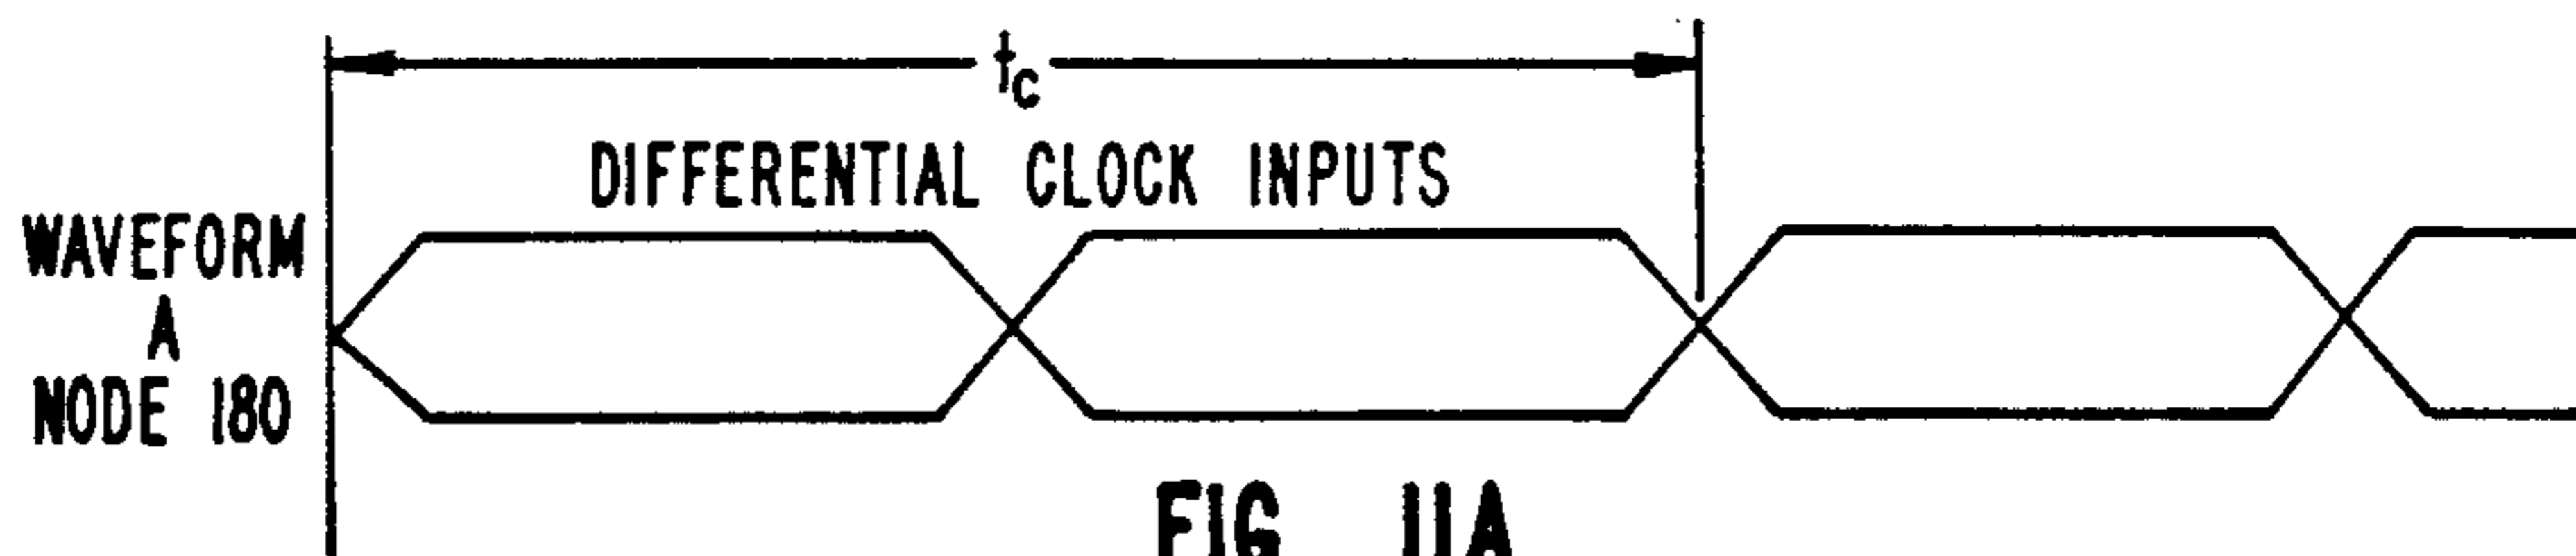 tc
DIFFERENTIAL CLOCK INPUTS
WAVEFORM
A
NODE 180
FIG 11A